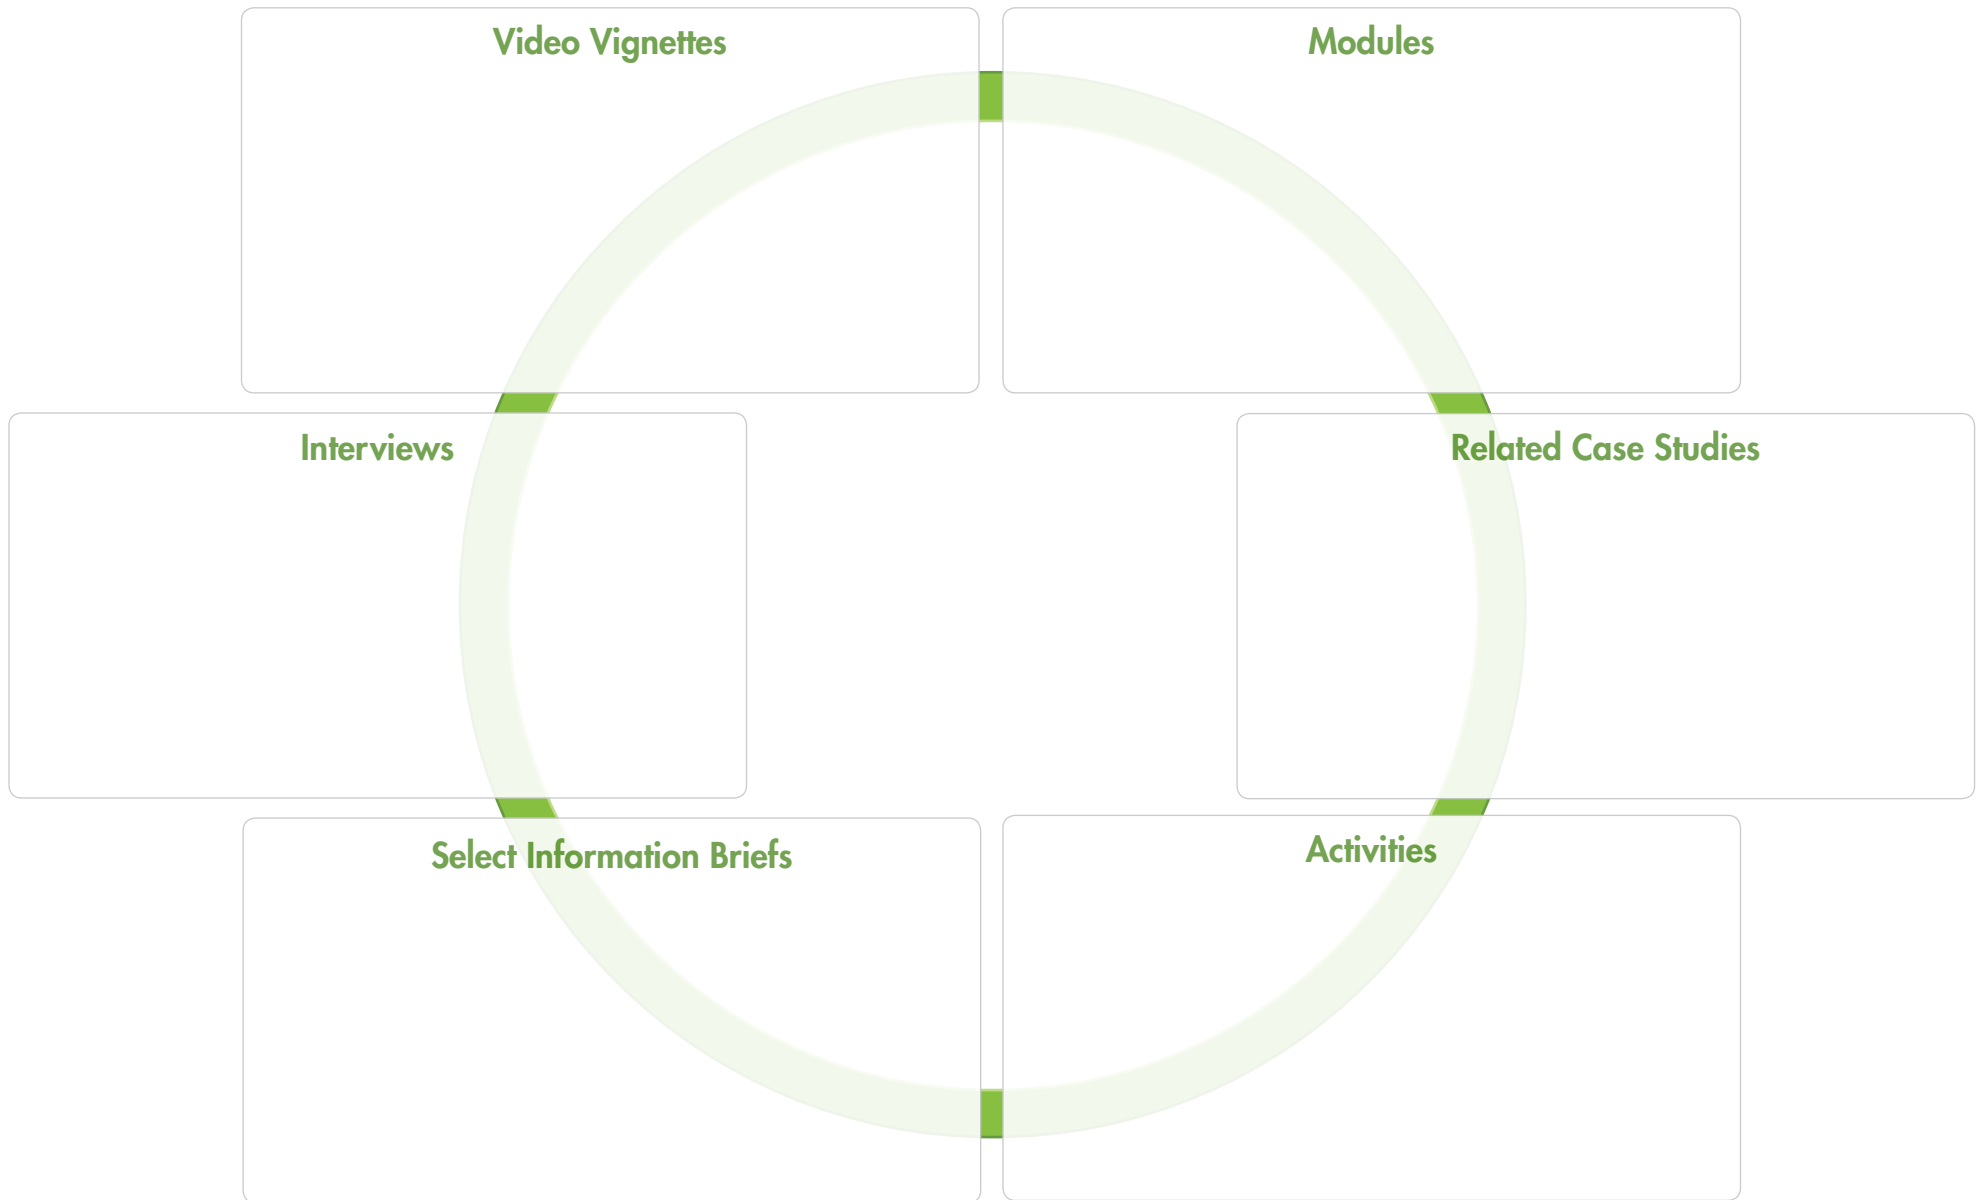 Video Vignettes
Modules
Interviews
Related Case Studies
Select Information Briefs
Activities